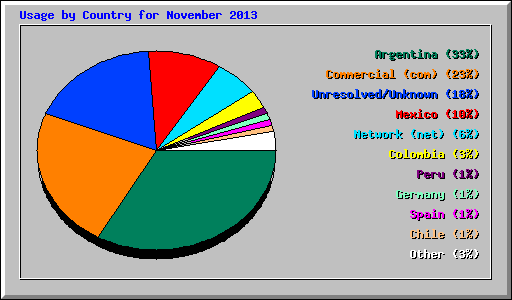 Usage by Country for November 2013
Argentina (33%)
Commercial (com) (23%)
Unresolved/Unknown (18%)
Mexico (10%)
Network (net) (6%)
Colombia (3%)
Peru (1%)
Germany (1%)
Spain (1%)
Chile (1%)
Other (3%)